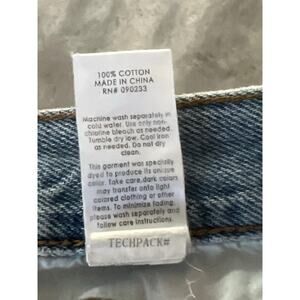 100% COTTON
MADE IN CHINA
RN# 090233
Machine wash separately in
cold water. Use only non-
chlorine bleach as needed.
Tumble dry low. Cool iron
as needed. Do not dry
clean.
This garment was specially
dyed to produce its unique
color. Take care,dark colors
may transfer onto light
colored clothing or other
items. To minimize fading,
please wash separately and
follow care instructions.
TECHPACK#